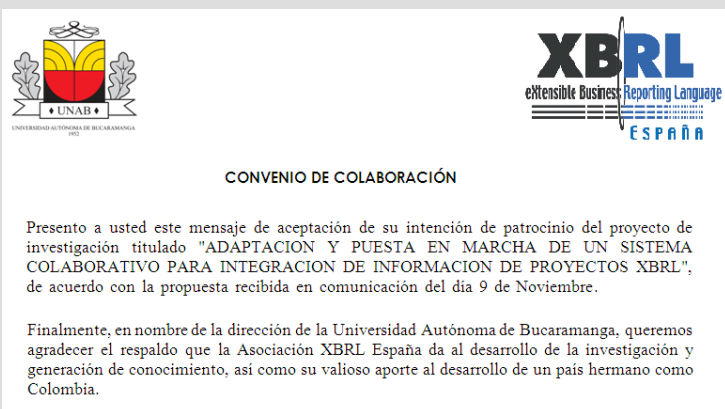 UNAB
UNIVERSIDAD AUTÓNOMA DE BUCARAMANGA
1952
XBRL
eXtensible Business Reporting Language
ESPAÑA
CONVENIO DE COLABORACIÓN
Presento a usted este mensaje de aceptación de su intención de patrocinio del proyecto de
investigación titulado "ADAPTACION Y PUESTA EN MARCHA DE UN SISTEMA
COLABORATIVO PARA INTEGRACION DE INFORMACION DE PROYECTOS XBRL",
de acuerdo con la propuesta recibida en comunicación del día 9 de Noviembre.
Finalmente, en nombre de la dirección de la Universidad Autónoma de Bucaramanga, queremos
agradecer el respaldo que la Asociación XBRL España da al desarrollo de la investigación y
generación de conocimiento, así como su valioso aporte al desarrollo de un país hermano como
Colombia.